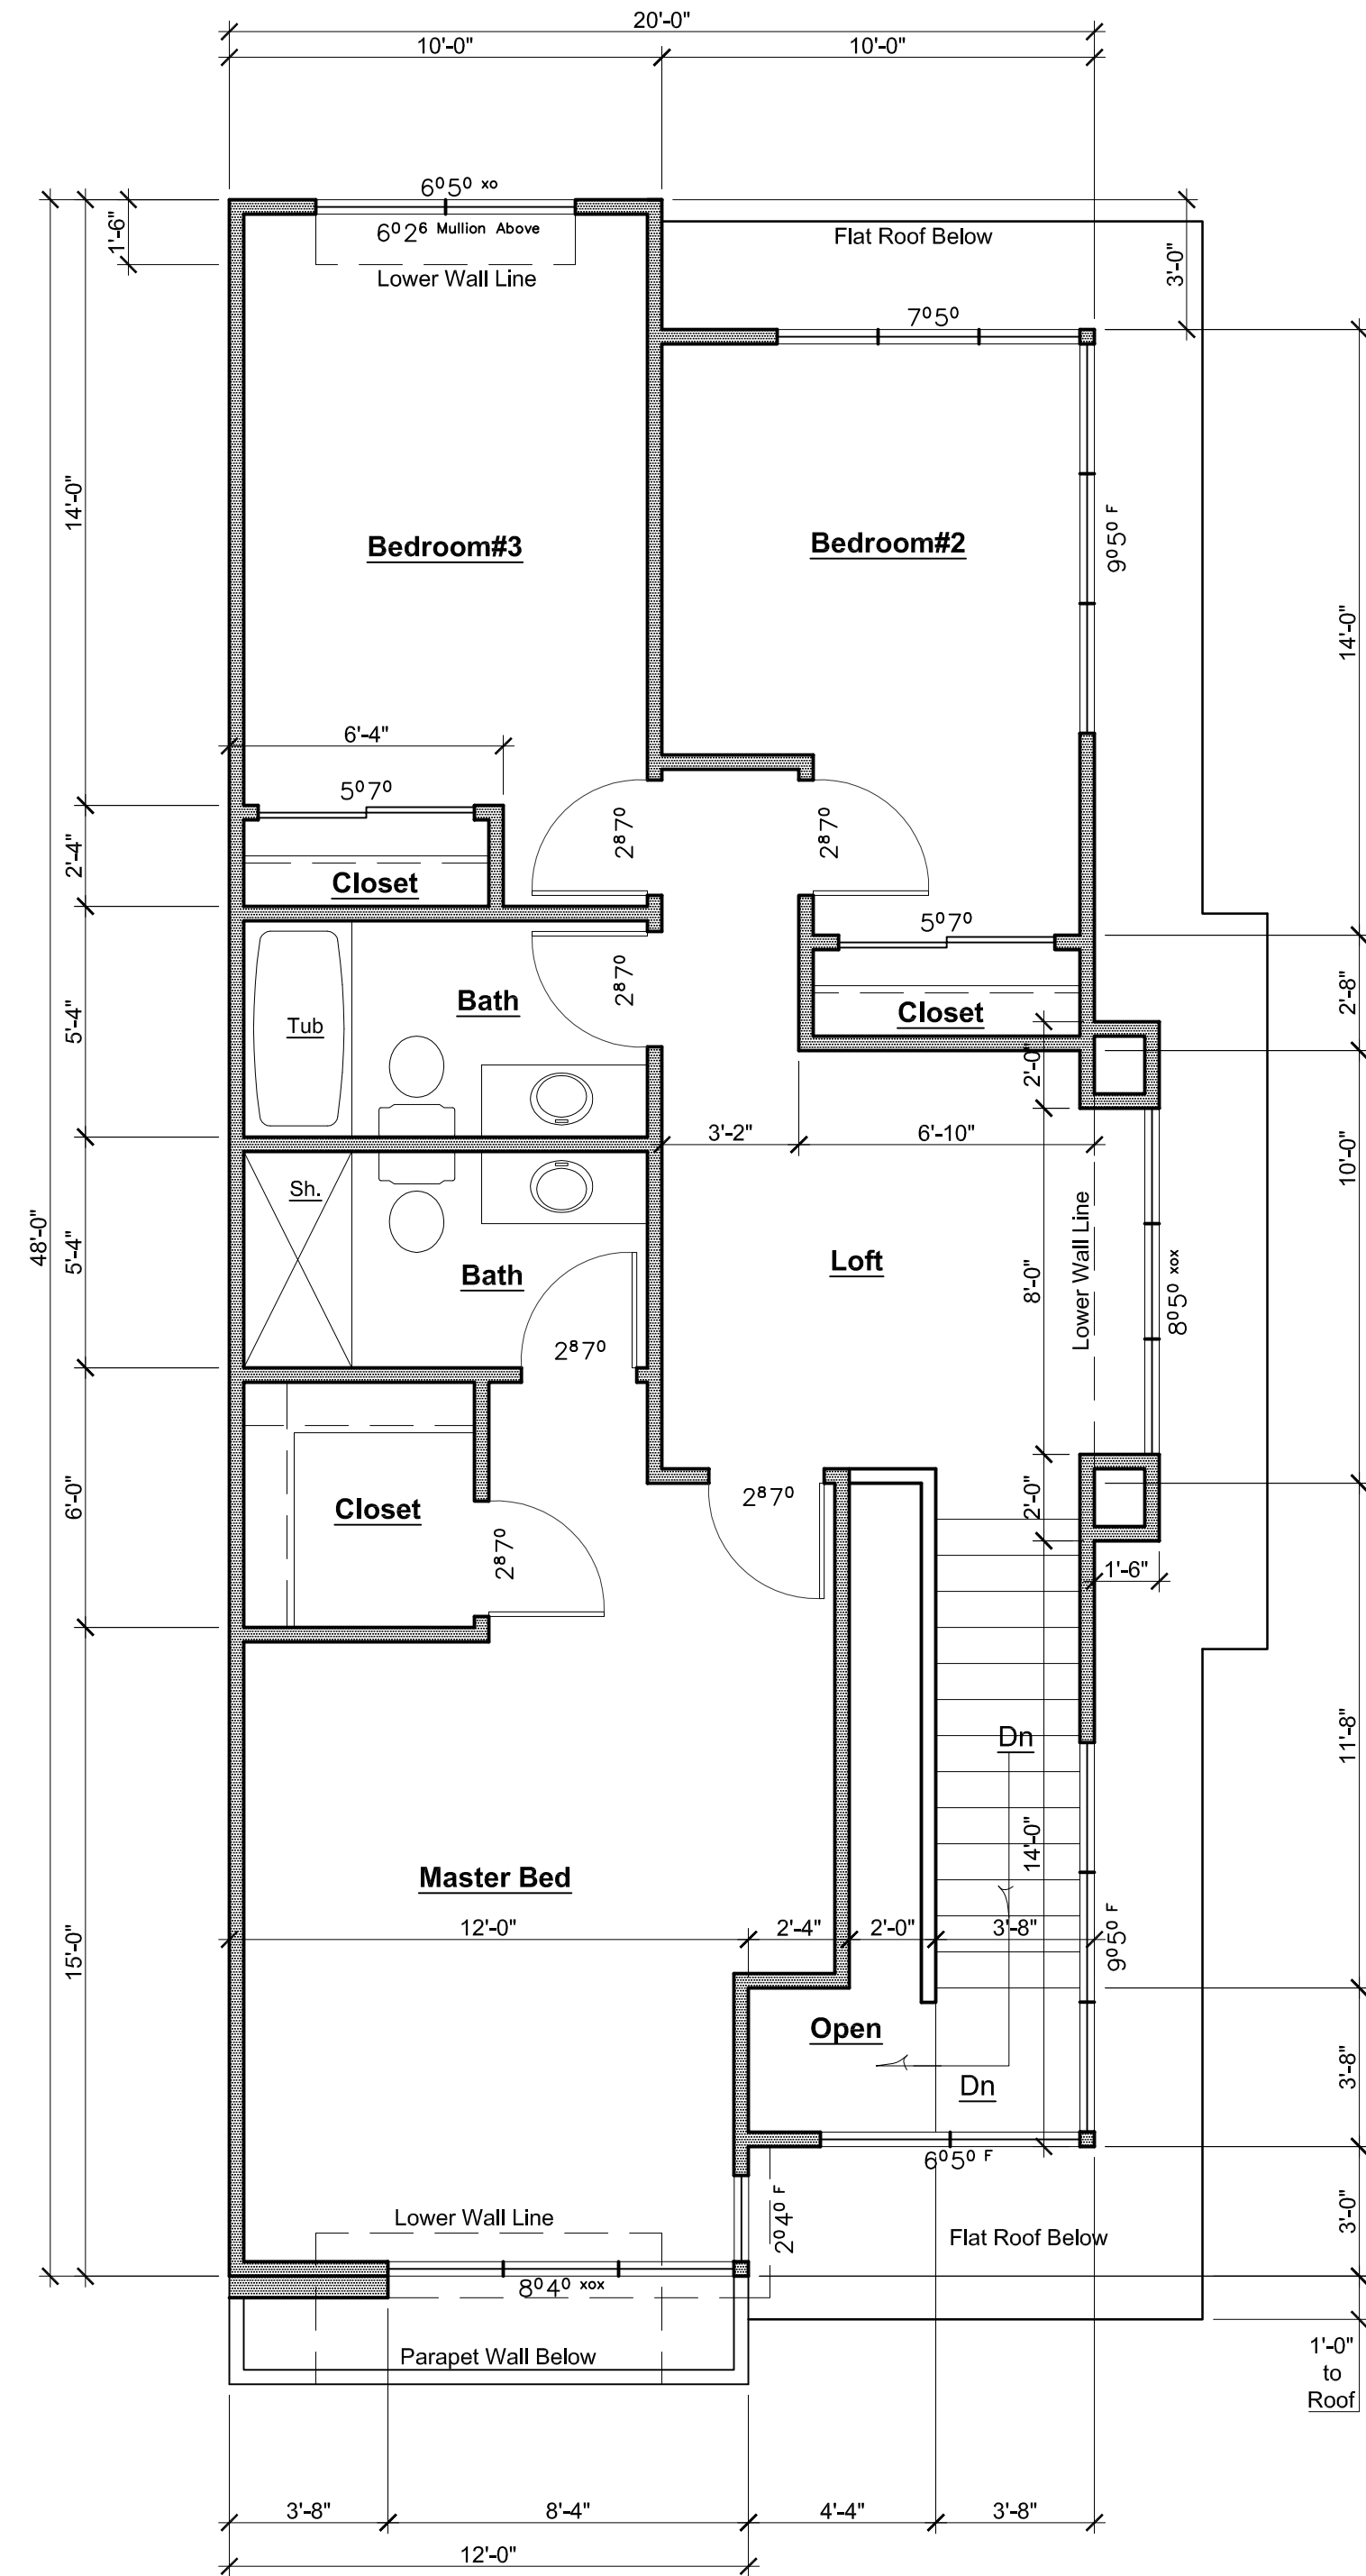 20'-0"
10'-0" 10'-0"
6⁰5⁰ xo
6⁰2⁶ Mullion Above
Lower Wall Line
1'-6"
Flat Roof Below
3'-0"
7⁰5⁰
14'-0"
Bedroom#3
Bedroom#2
9⁰5⁰ F
14'-0"
6'-4"
5⁰7⁰
2⁸7⁰
2⁸7⁰
2'-4"
Closet
5⁰7⁰
2⁸7⁰
Bath
Tub
5'-4"
Closet
2'-8"
2'-0"
3'-2" 6'-10"
10'-0"
Sh.
48'-0"
5'-4"
Bath
Loft
8'-0"
Lower Wall Line
8⁰5⁰ xox
2⁸7⁰
6'-0"
Closet
2⁸7⁰
2⁸7⁰
2'-0"
1'-6"
Dn
11'-8"
14'-0"
Master Bed
15'-0"
12'-0" 2'-4" 2'-0" 3'-8"
9⁰5⁰ F
Open
Dn
3'-8"
6⁰5⁰ F
2⁰4⁰ F
3'-0"
Lower Wall Line
Flat Roof Below
8⁰4⁰ xox
Parapet Wall Below
1'-0"
to
Roof
3'-8" 8'-4" 4'-4" 3'-8"
12'-0"